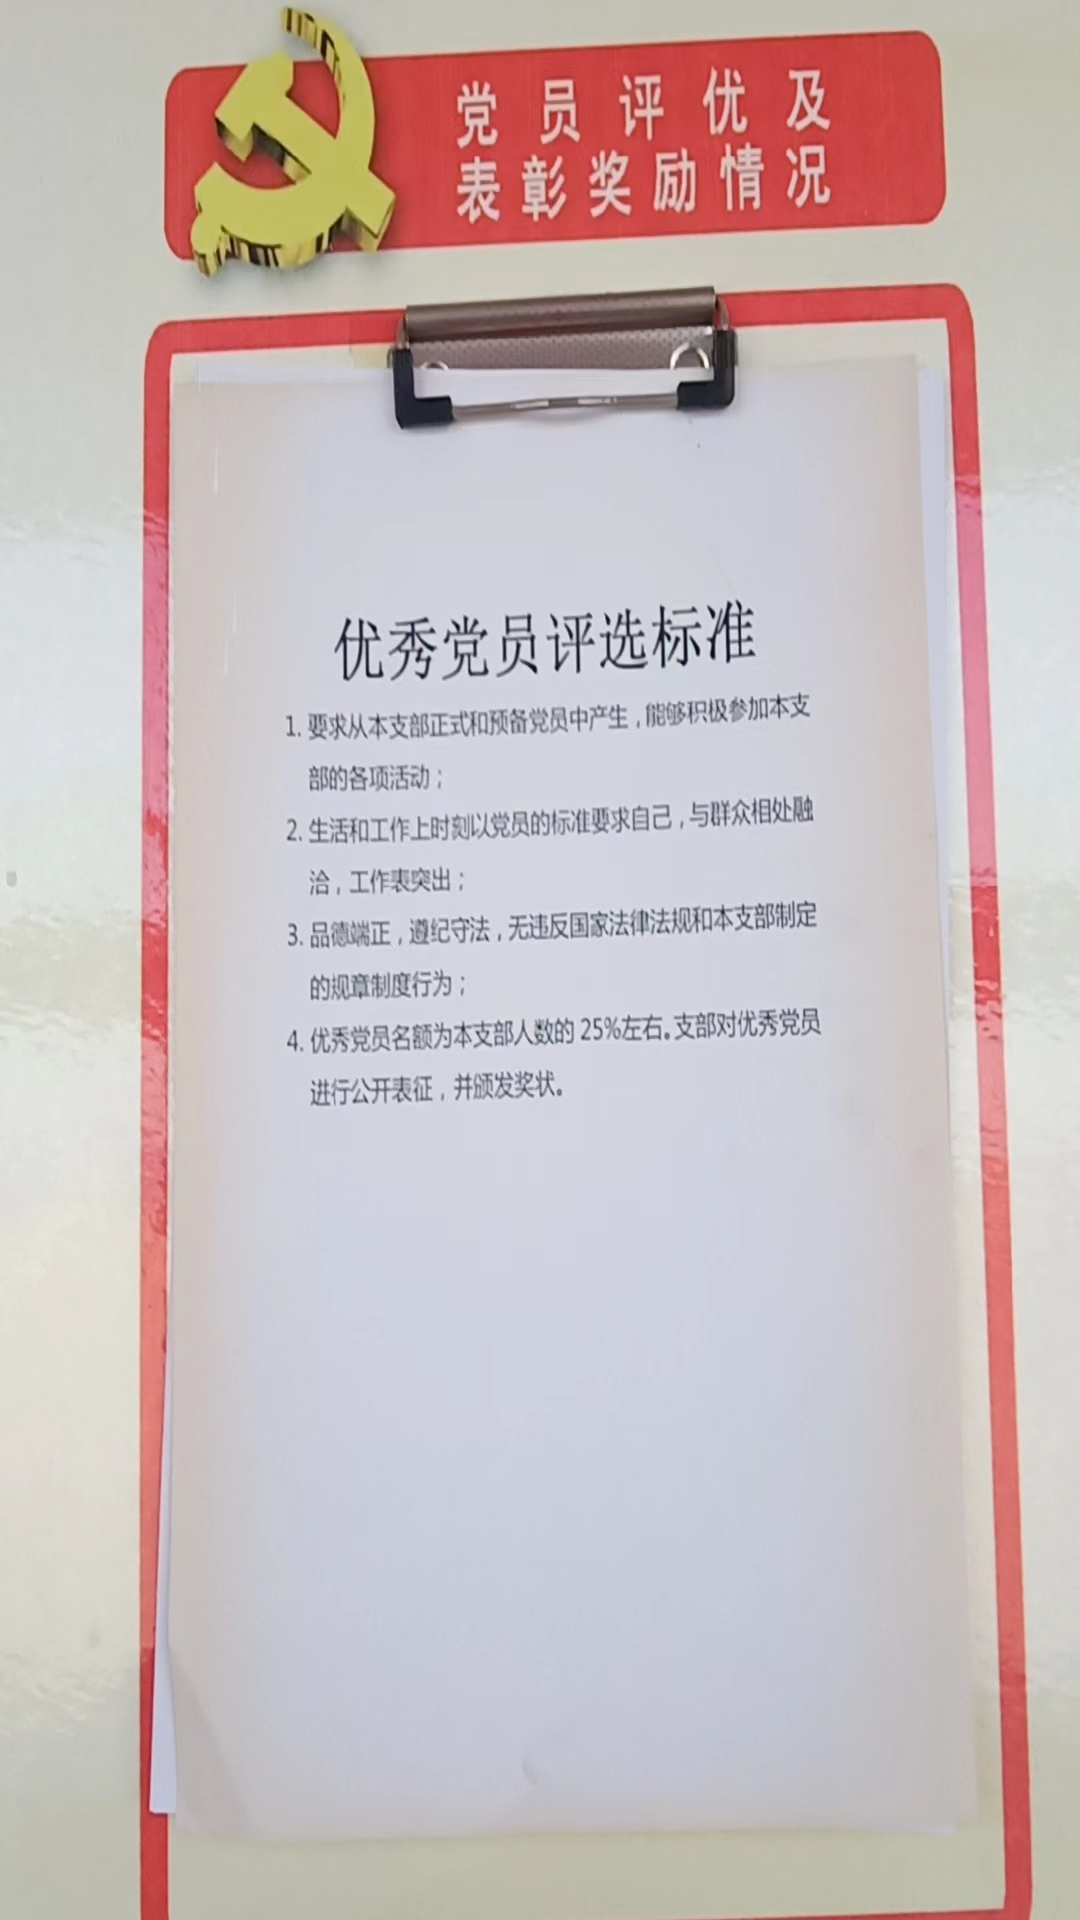 党员评优及
表彰奖励情况
优秀党员评选标准
1. 要求从本支部正式和预备党员中产生，能够积极参加本支
部的各项活动；
2. 生活和工作上时刻以党员的标准要求自己，与群众相处融
洽，工作表突出；
3. 品德端正，遵纪守法，无违反国家法律法规和本支部制定
的规章制度行为；
4. 优秀党员名额为本支部人数的 25%左右。支部对优秀党员
进行公开表征，并颁发奖状。